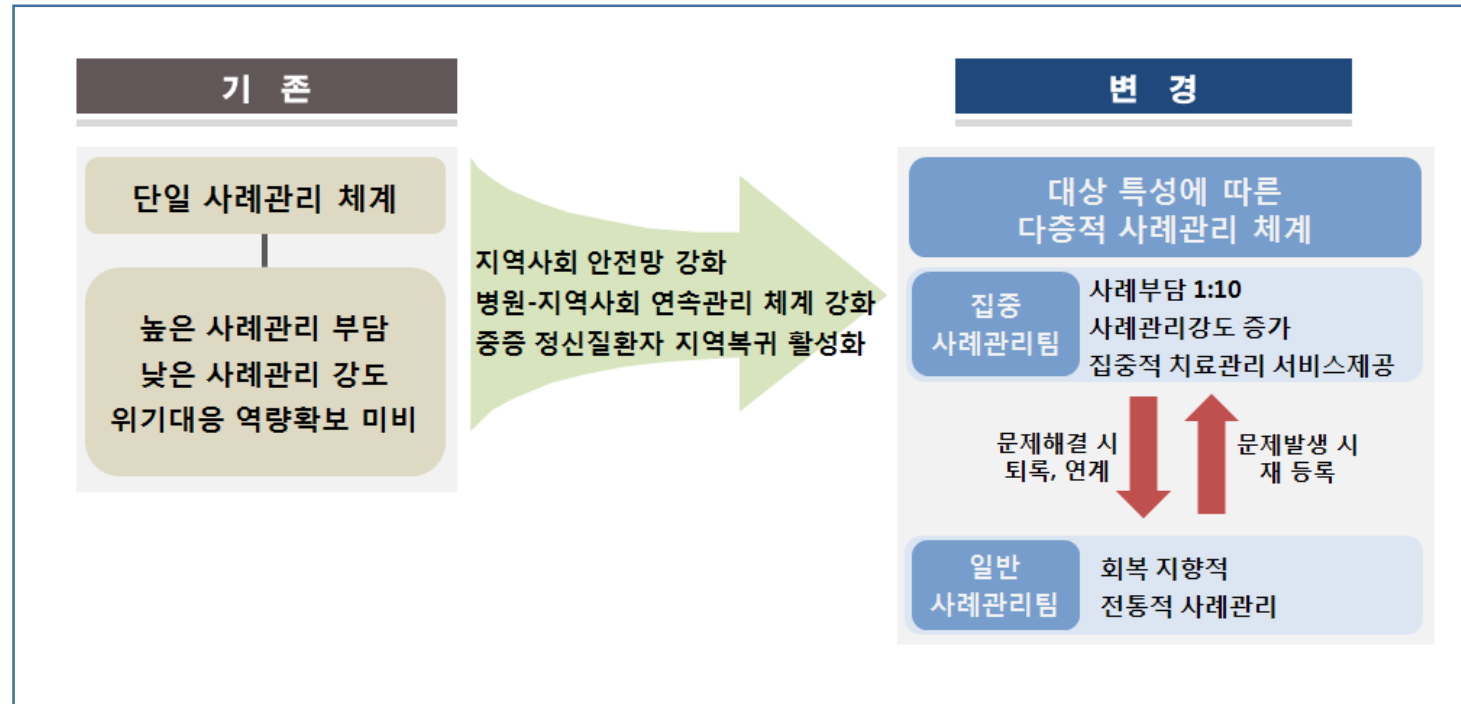 기 존
단일 사례관리 체계
높은 사례관리 부담
낮은 사례관리 강도
위기대응 역량확보 미비
지역사회 안전망 강화
병원-지역사회 연속관리 체계 강화
중증 정신질환자 지역복귀 활성화
변 경
대상 특성에 따른
다층적 사례관리 체계
집중
사례관리팀
사례부담 1:10
사례관리강도 증가
집중적 치료관리 서비스제공
문제해결 시
퇴록, 연계
문제발생 시
재 등록
일반
사례관리팀
회복 지향적
전통적 사례관리